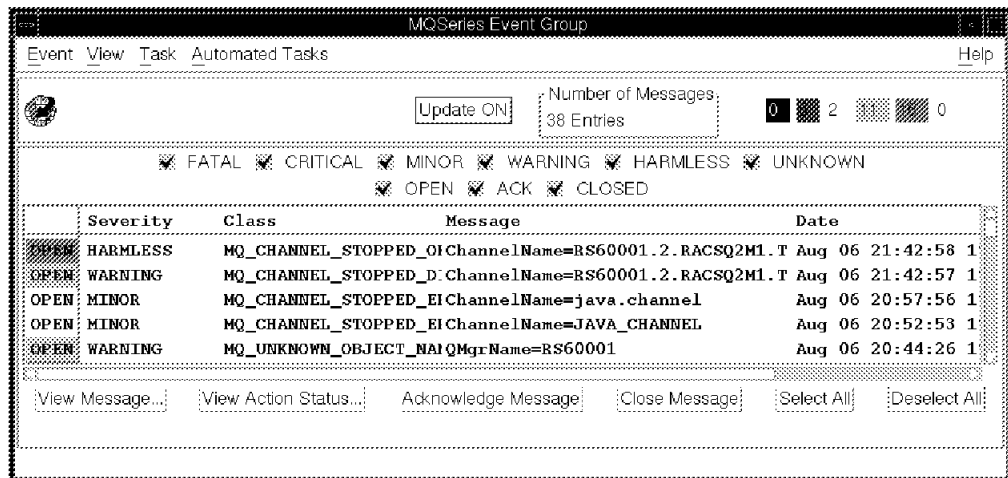 MQSeries Event Group
Event View Task Automated Tasks Help
Update ON
Number of Messages
38 Entries
0 2 0
FATAL CRITICAL MINOR WARNING HARMLESS UNKNOWN
OPEN ACK CLOSED
Severity Class Message Date
OPEN HARMLESS MQ_CHANNEL_STOPPED_O ChannelName=RS60001.2.RACSQ2M1.T Aug 06 21:42:58 1
OPEN WARNING MQ_CHANNEL_STOPPED_D ChannelName=RS60001.2.RACSQ2M1.T Aug 06 21:42:57 1
OPEN MINOR MQ_CHANNEL_STOPPED_E ChannelName=java.channel Aug 06 20:57:56 1
OPEN MINOR MQ_CHANNEL_STOPPED_E ChannelName=JAVA_CHANNEL Aug 06 20:52:53 1
OPEN WARNING MQ_UNKNOWN_OBJECT_NA QMgrName=RS60001 Aug 06 20:44:26 1
View Message... View Action Status... Acknowledge Message Close Message Select All Deselect All